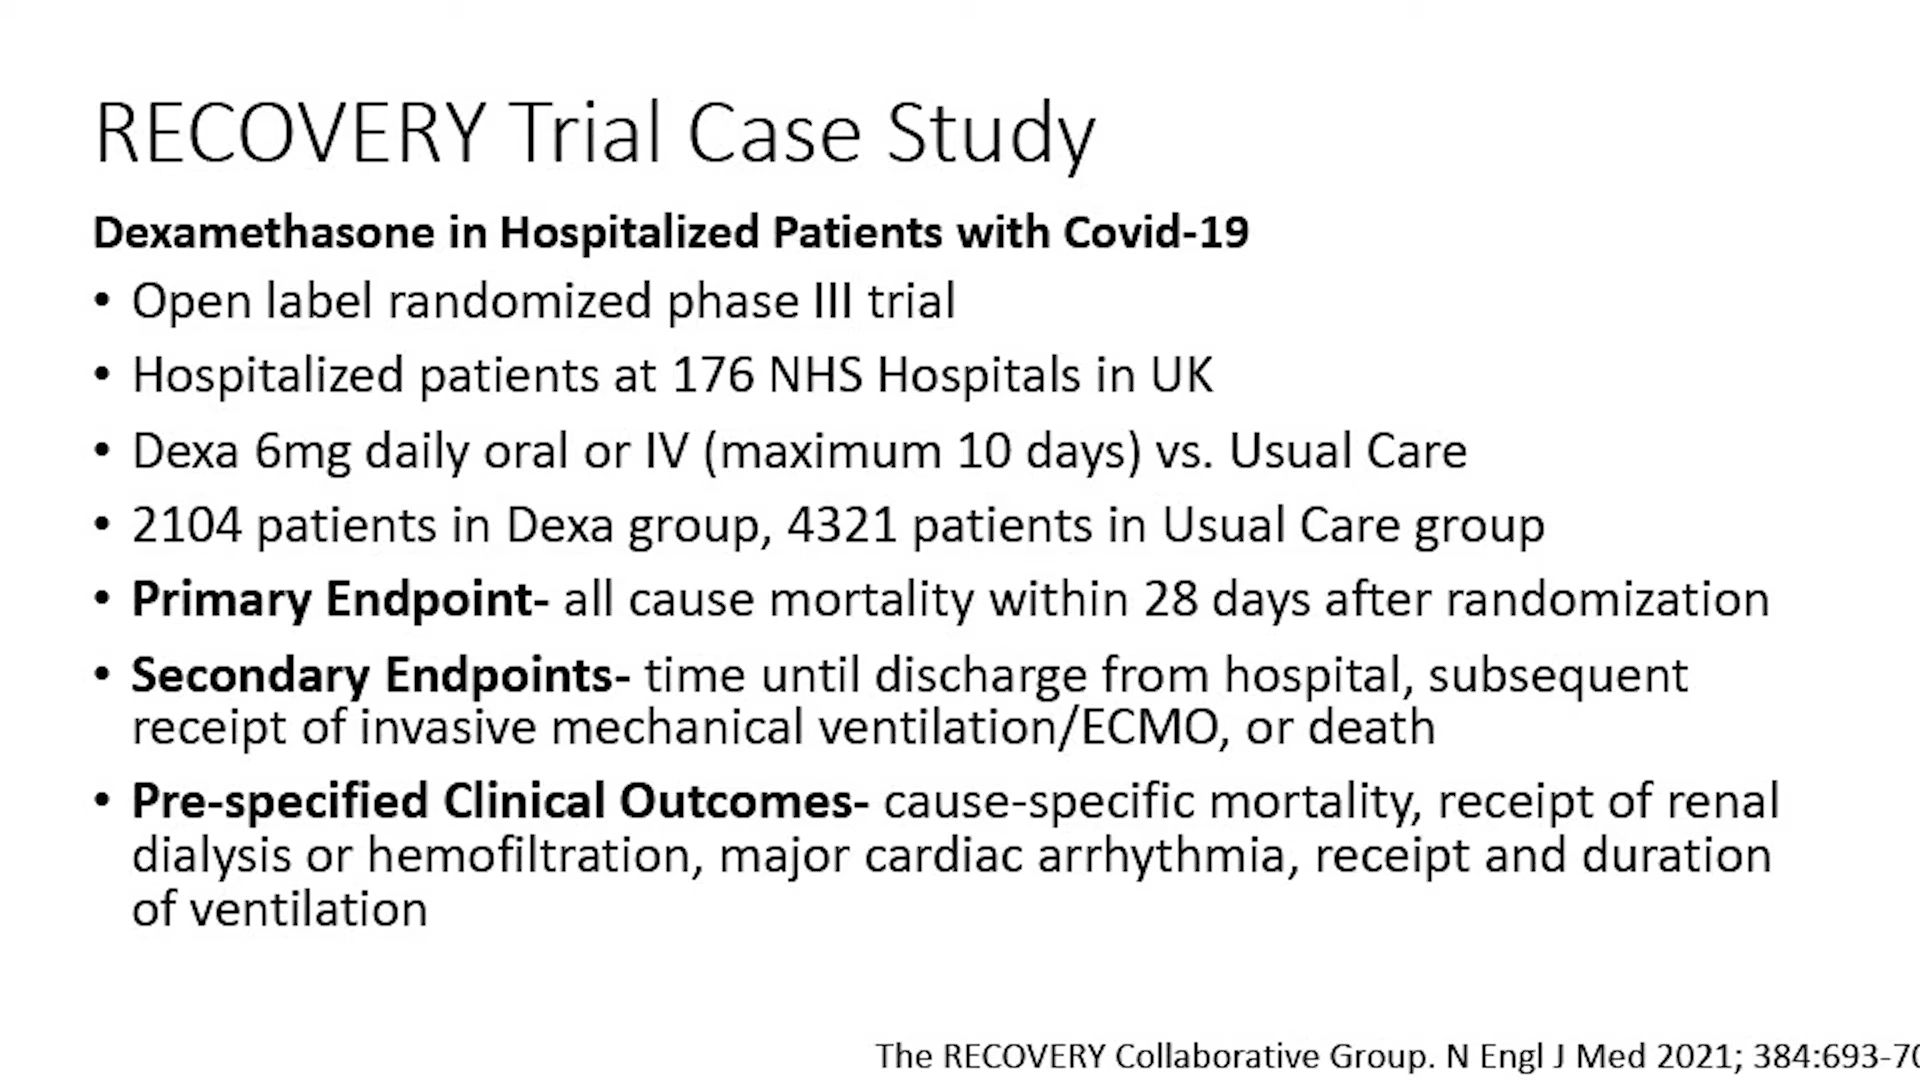 RECOVERY Trial Case Study
Dexamethasone in Hospitalized Patients with Covid-19
• Open label randomized phase III trial
• Hospitalized patients at 176 NHS Hospitals in UK
• Dexa 6mg daily oral or IV (maximum 10 days) vs. Usual Care
• 2104 patients in Dexa group, 4321 patients in Usual Care group
• Primary Endpoint- all cause mortality within 28 days after randomization
• Secondary Endpoints- time until discharge from hospital, subsequent
receipt of invasive mechanical ventilation/ECMO, or death
• Pre-specified Clinical Outcomes- cause-specific mortality, receipt of renal
dialysis or hemofiltration, major cardiac arrhythmia, receipt and duration
of ventilation
The RECOVERY Collaborative Group. N Engl J Med 2021; 384:693-70